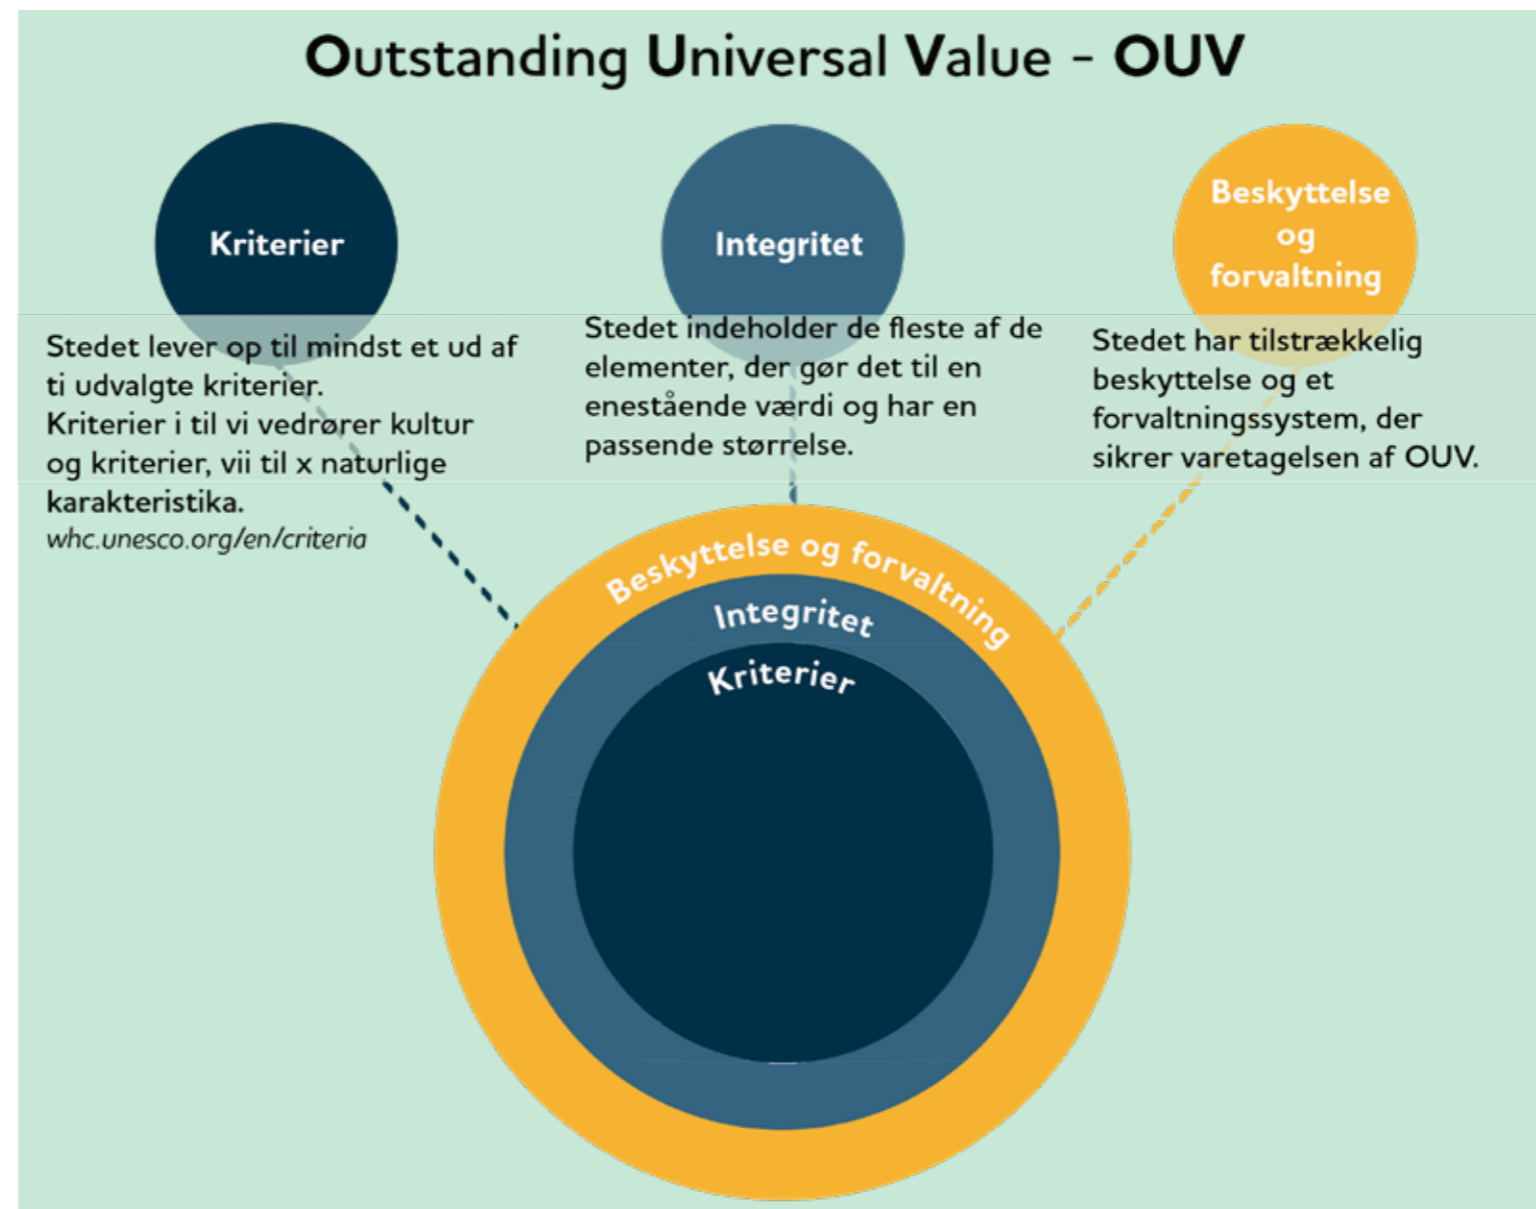 Outstanding Universal Value - OUV
Kriterier
Integritet
Beskyttelse
og
forvaltning
Stedet lever op til mindst et ud af
ti udvalgte kriterier.
Kriterier i til vi vedrører kultur
og kriterier, vii til x naturlige
karakteristika.
whc.unesco.org/en/criteria
Stedet indeholder de fleste af de
elementer, der gør det til en
enestående værdi og har en
passende størrelse.
Stedet har tilstrækkelig
beskyttelse og et
forvaltningssystem, der
sikrer varetagelsen af OUV.
Beskyttelse og forvaltning
Integritet
Kriterier